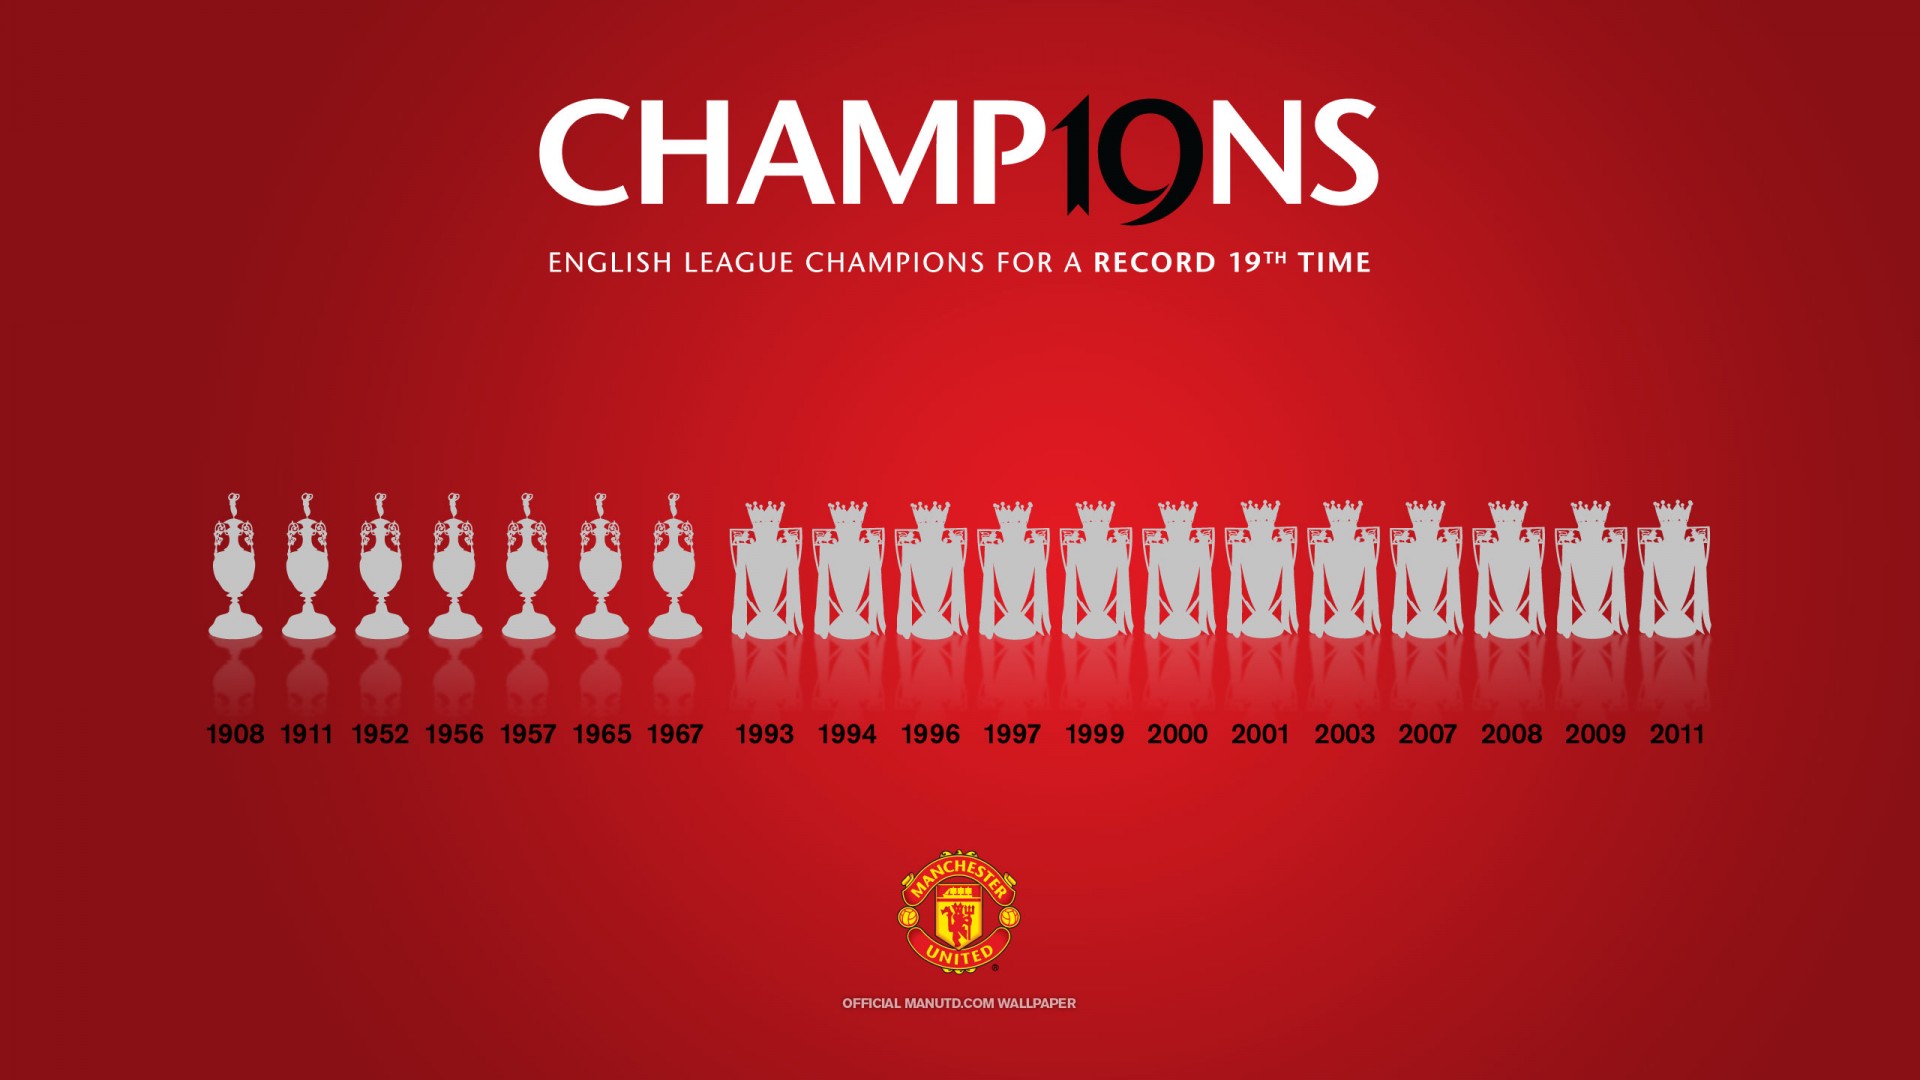 CHAMP19NS
ENGLISH LEAGUE CHAMPIONS FOR A RECORD 19TH TIME
1908 1911 1952 1956 1957 1965 1967 1993 1994 1996 1997 1999 2000 2001 2003 2007 2008 2009 2011
MANCHESTER
UNITED
®
OFFICIAL MANUTD.COM WALLPAPER